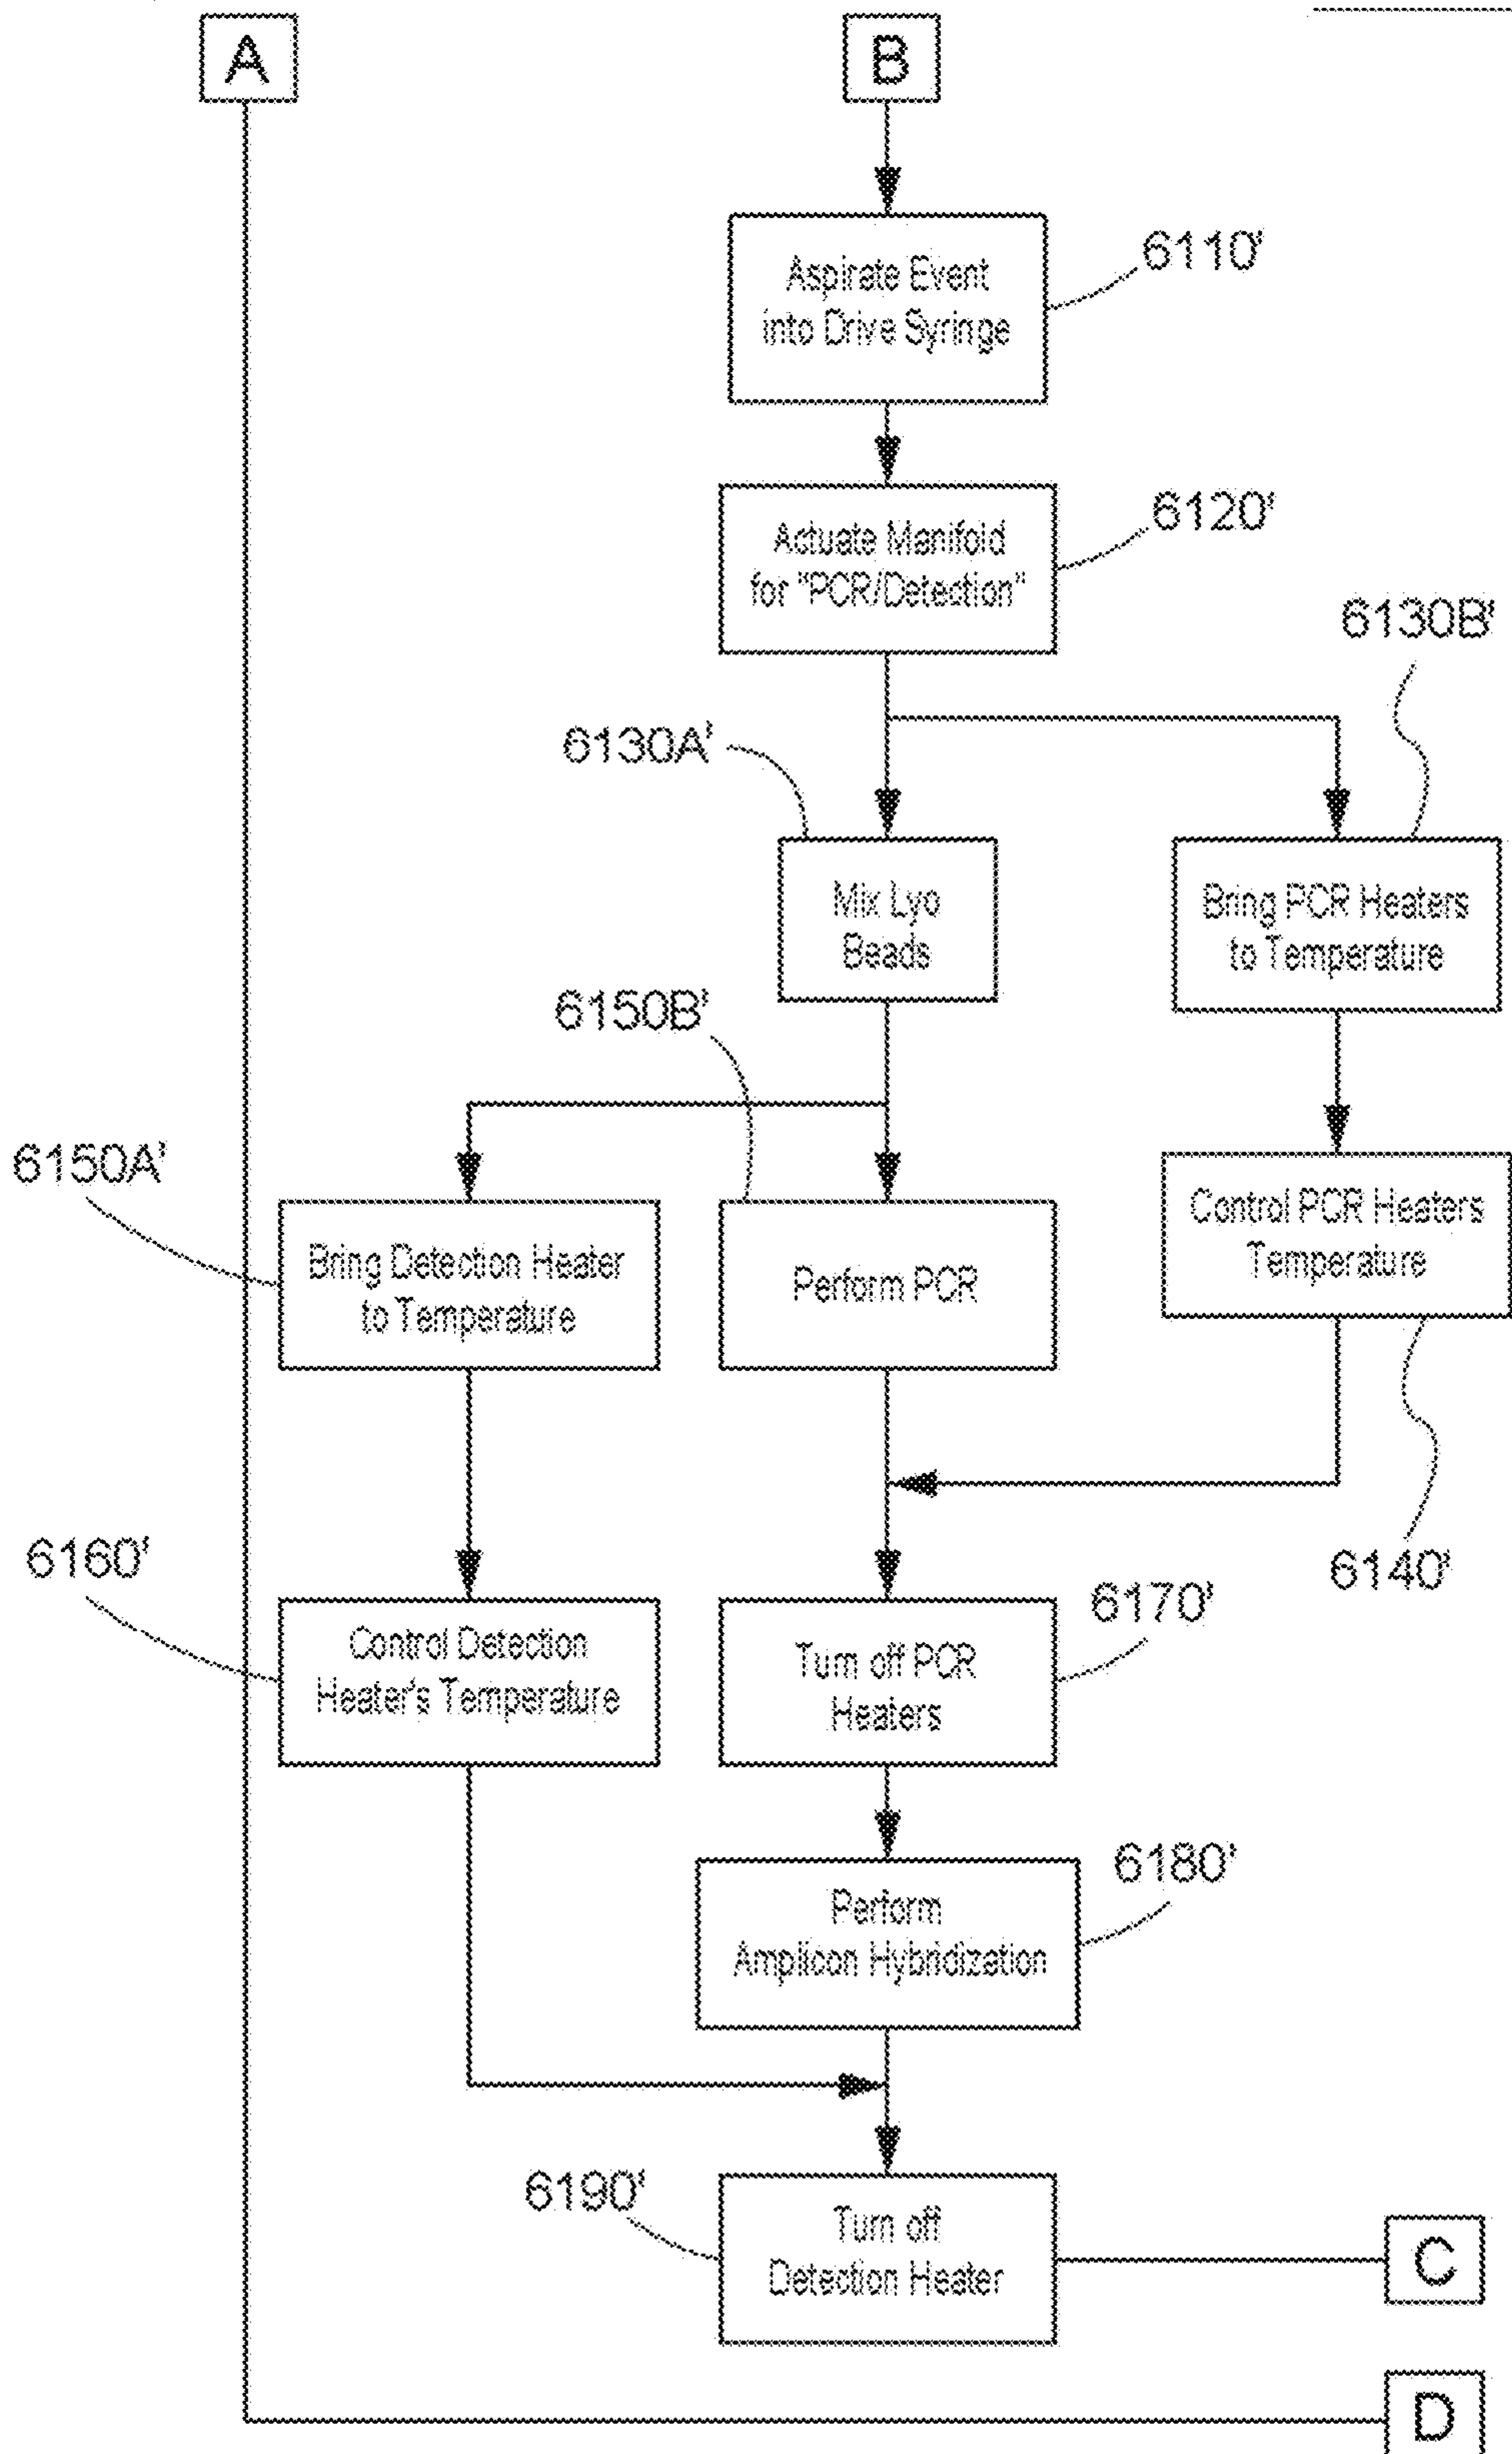 A
B
Aspirate Event
into Drive Syringe
6110'
Actuate Manifold
for "PCR/Detection"
6120'
6130B'
6130A'
Mix Lyo
Beads
Bring PCR Heaters
to Temperature
6150B'
6150A'
Bring Detection Heater
to Temperature
Perform PCR
Control PCR Heaters
Temperature
6160'
6140'
Control Detection
Heater's Temperature
Turn off PCR
Heaters
6170'
Perform
Amplicon Hybridization
6180'
6190'
Turn off
Detection Heater
C
D